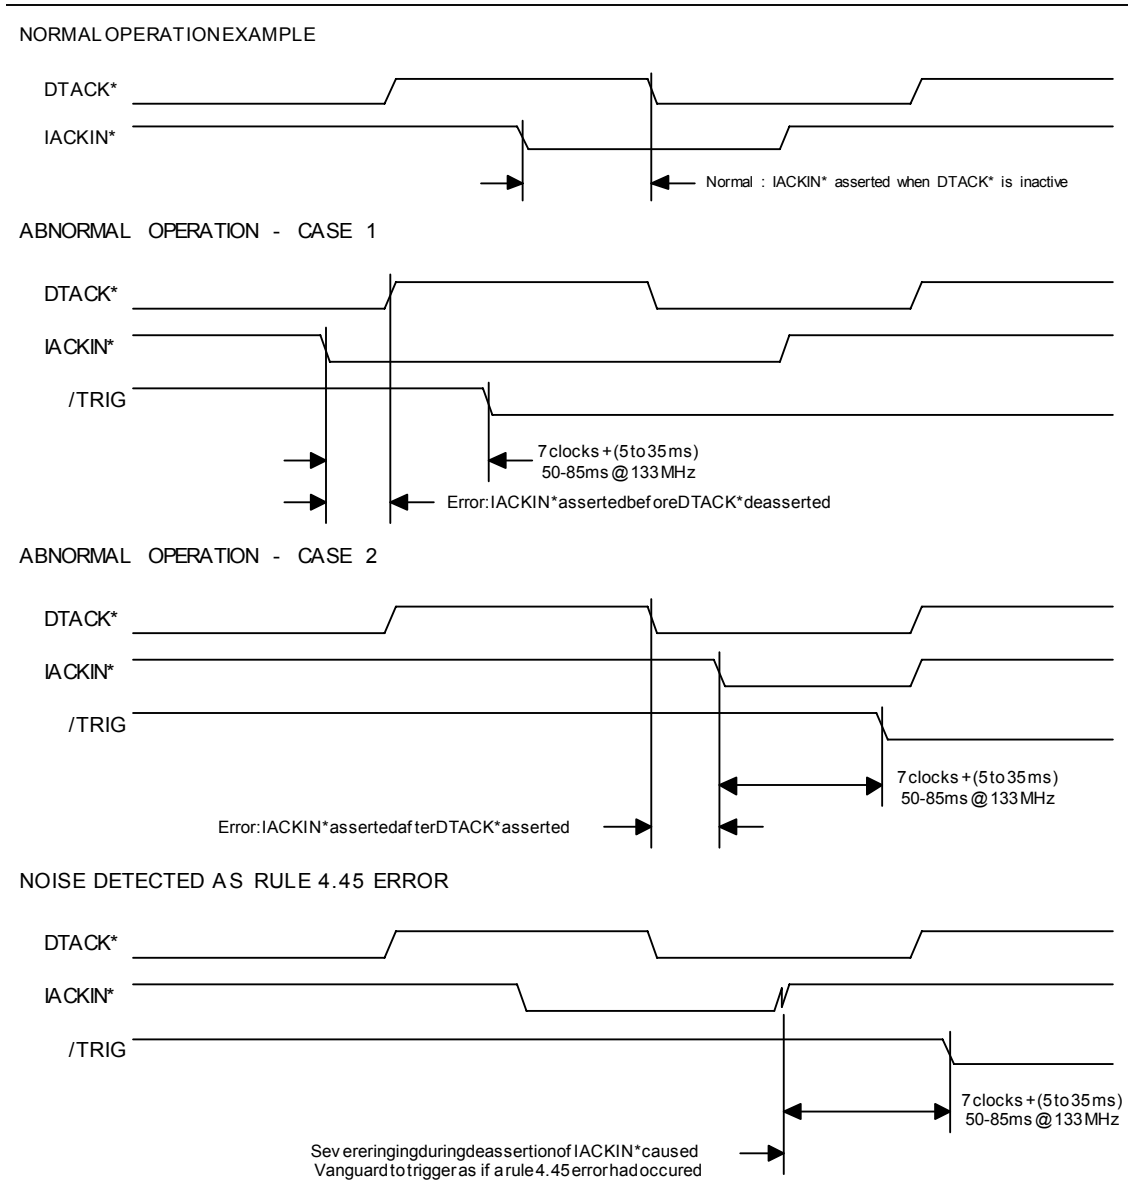 NORMAL OPERATION EXAMPLE
DTACK*
IACKIN*
Normal : IACKIN* asserted when DTACK* is inactive
ABNORMAL OPERATION - CASE 1
DTACK*
IACKIN*
/TRIG
7 clocks + (5 to 35 ms)
50-85ms @ 133 MHz
Error: IACKIN* asserted before DTACK* deasserted
ABNORMAL OPERATION - CASE 2
DTACK*
IACKIN*
/TRIG
7 clocks + (5 to 35 ms)
50-85ms @ 133 MHz
Error: IACKIN* asserted after DTACK* asserted
NOISE DETECTED AS RULE 4.45 ERROR
DTACK*
IACKIN*
/TRIG
7 clocks + (5 to 35 ms)
50-85ms @ 133 MHz
Severe ringing during deassertion of IACKIN* caused
Vanguard to trigger as if a rule 4.45 error had occured